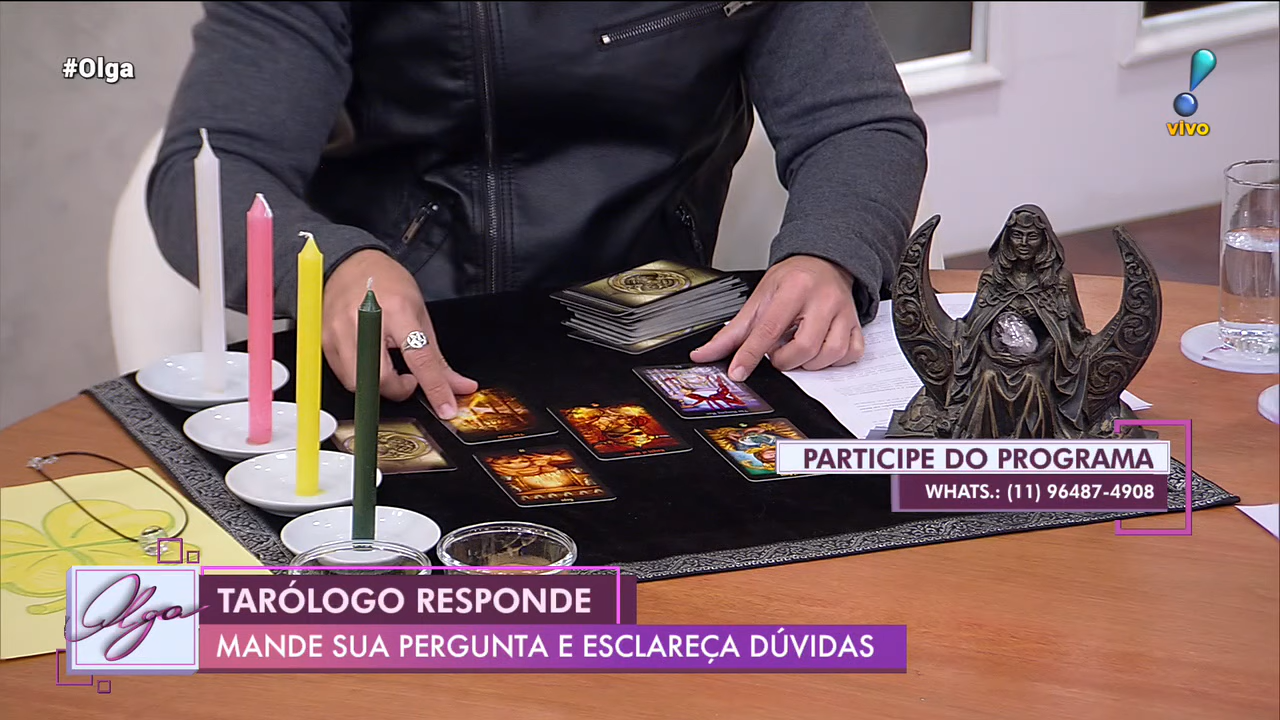 #Olga
vivo
PARTICIPE DO PROGRAMA
WHATS.: (11) 96487-4908
Olga
TARÓLOGO RESPONDE
MANDE SUA PERGUNTA E ESCLAREÇA DÚVIDAS